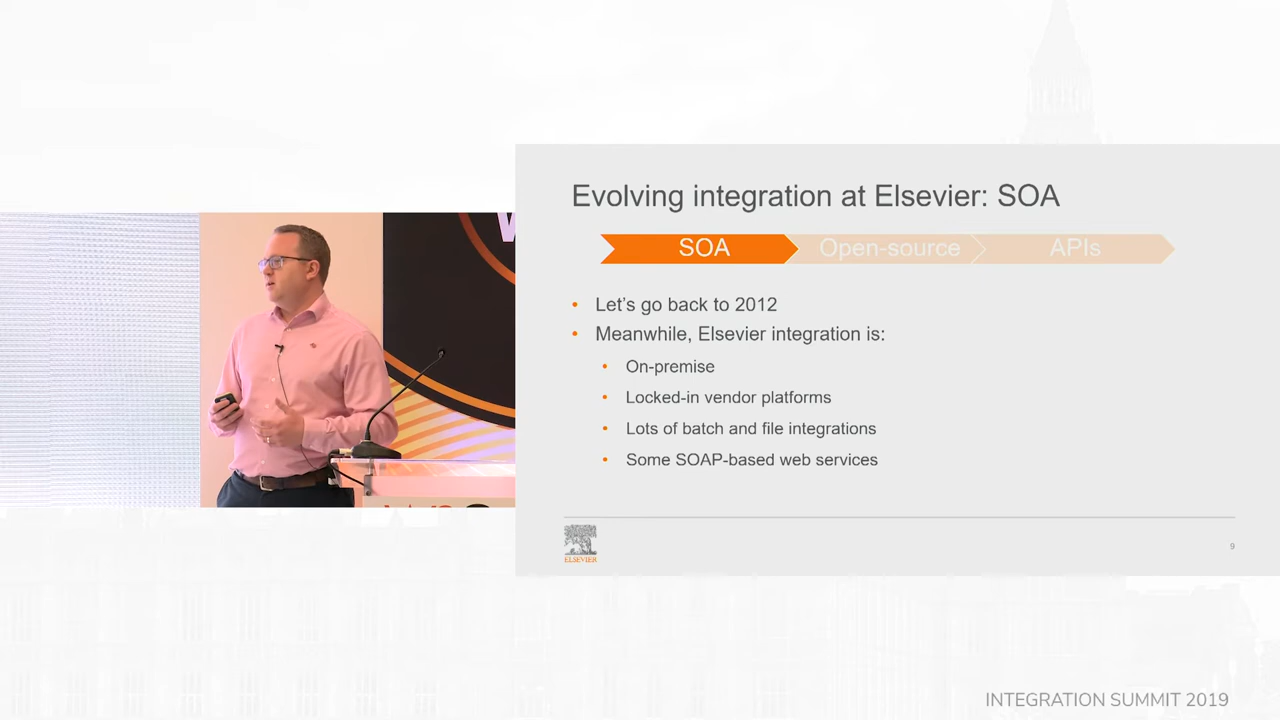 Evolving integration at Elsevier: SOA
SOA
Open-source
APIs
• Let's go back to 2012
• Meanwhile, Elsevier integration is:
• On-premise
• Locked-in vendor platforms
• Lots of batch and file integrations
• Some SOAP-based web services
ELSEVIER
9
INTEGRATION SUMMIT 2019